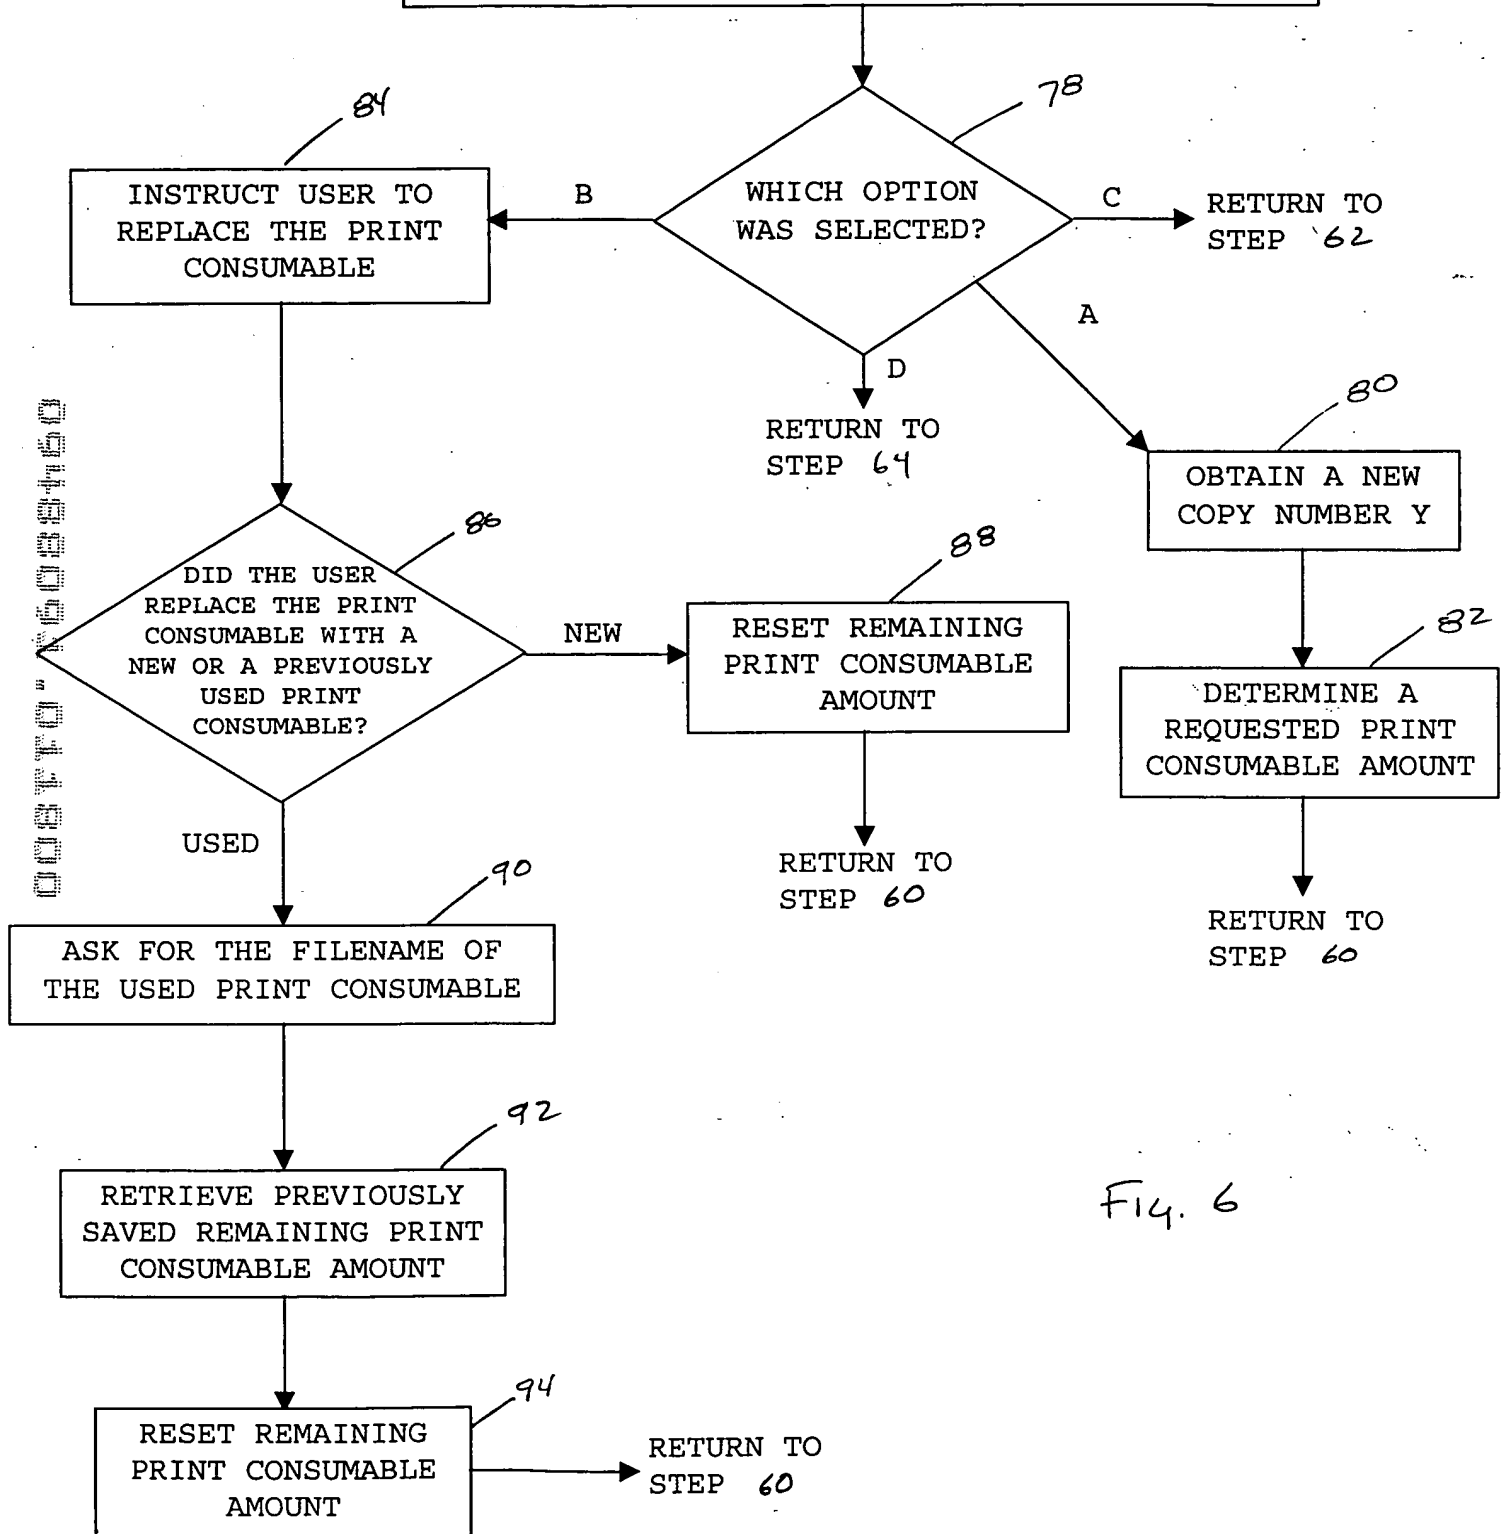 78
84
WHICH OPTION
WAS SELECTED?
INSTRUCT USER TO
REPLACE THE PRINT
CONSUMABLE
B
C
RETURN TO
STEP 62
A
D
RETURN TO
STEP 64
80
OBTAIN A NEW
COPY NUMBER Y
86
DID THE USER
REPLACE THE PRINT
CONSUMABLE WITH A
NEW OR A PREVIOUSLY
USED PRINT
CONSUMABLE?
NEW
88
RESET REMAINING
PRINT CONSUMABLE
AMOUNT
82
DETERMINE A
REQUESTED PRINT
CONSUMABLE AMOUNT
USED
RETURN TO
STEP 60
RETURN TO
STEP 60
90
ASK FOR THE FILENAME OF
THE USED PRINT CONSUMABLE
92
RETRIEVE PREVIOUSLY
SAVED REMAINING PRINT
CONSUMABLE AMOUNT
Fig. 6
94
RESET REMAINING
PRINT CONSUMABLE
AMOUNT
RETURN TO
STEP 60